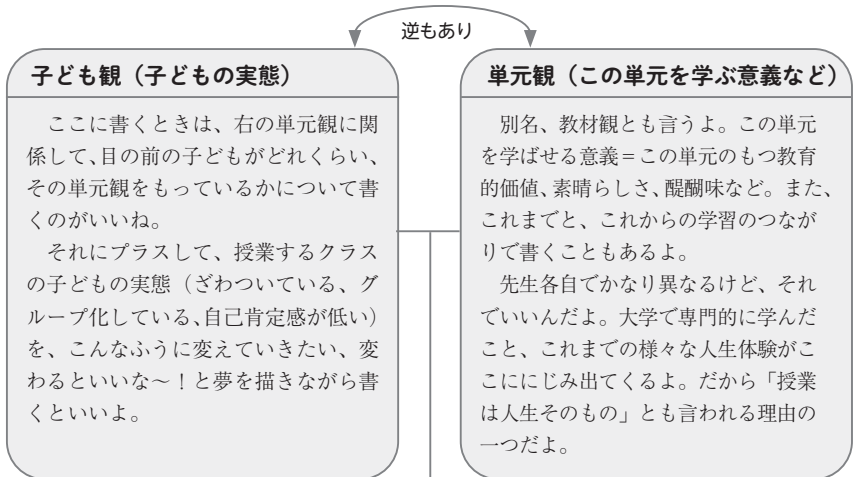 逆もあり
子ども観（子どもの実態）
ここに書くときは、右の単元観に関
係して、目の前の子どもがどれくらい、
その単元観をもっているかについて書
くのがいいね。
それにプラスして、授業するクラス
の子どもの実態（ざわついている、グ
ループ化している、自己肯定感が低い）
を、こんなふうに変えていきたい、変
わるといいな～！と夢を描きながら書
くといいよ。
単元観（この単元を学ぶ意義など）
別名、教材観とも言うよ。この単元
を学ばせる意義＝この単元のもつ教育
的価値、素晴らしさ、醍醐味など。また、
これまでと、これからの学習のつなが
りで書くこともあるよ。
先生各自でかなり異なるけど、それ
でいいんだよ。大学で専門的に学んだ
こと、これまでの様々な人生体験がこ
こににじみ出てくるよ。だから「授業
は人生そのもの」とも言われる理由の
一つだよ。